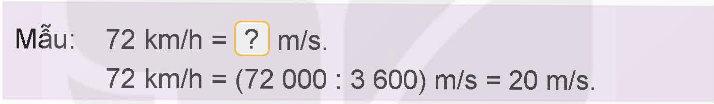 Mẫu: 72 km/h = ? m/s.
72 km/h = (72 000 : 3 600) m/s = 20 m/s.